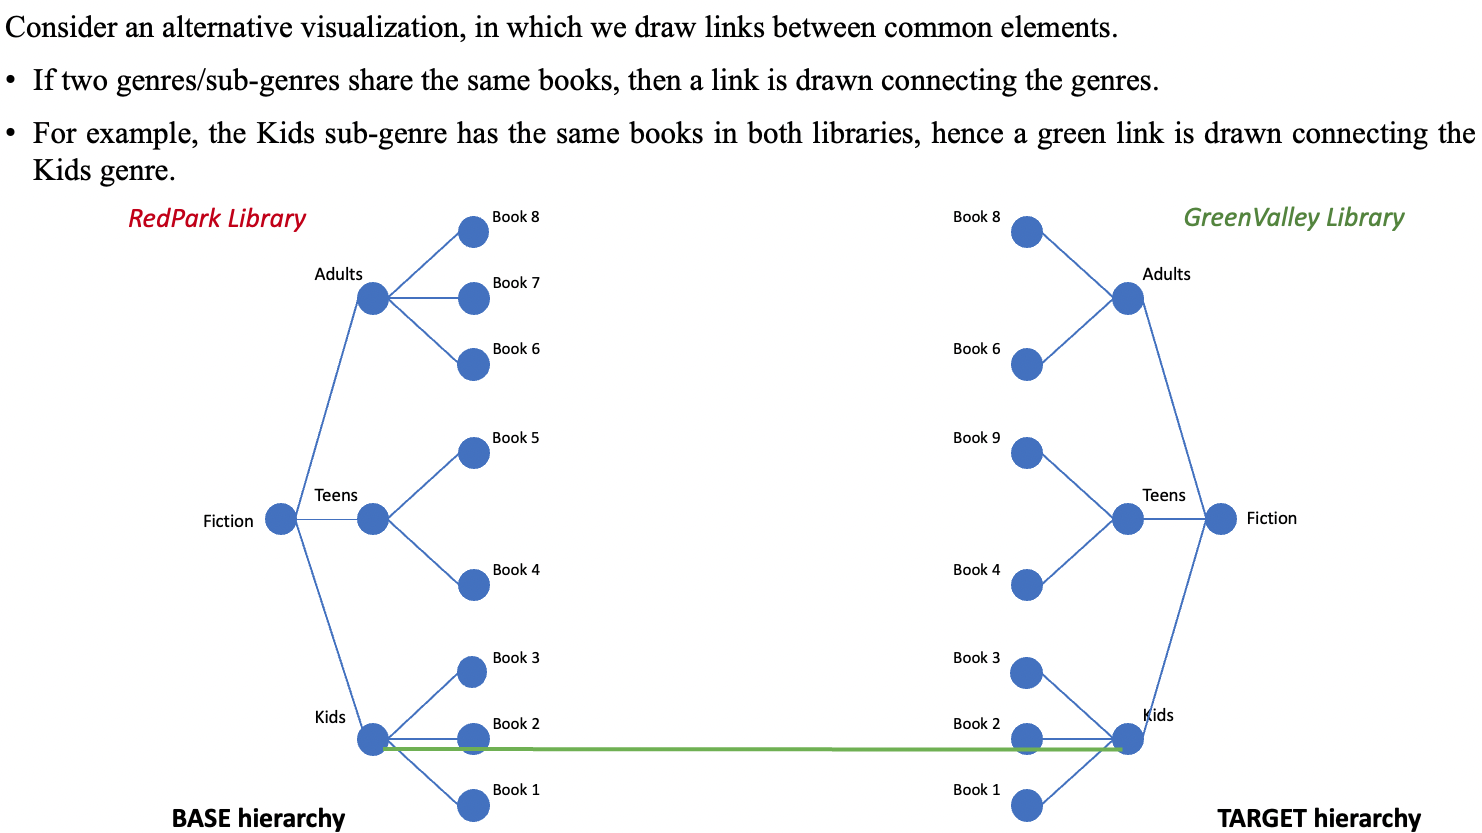 Consider an alternative visualization, in which we draw links between common elements.
• If two genres/sub-genres share the same books, then a link is drawn connecting the genres.
• For example, the Kids sub-genre has the same books in both libraries, hence a green link is drawn connecting the
Kids genre.
RedPark Library
GreenValley Library
Book 8
Adults
Book 7
Book 6
Book 5
Teens
Fiction
Book 4
Book 3
Kids
Book 2
Book 1
BASE hierarchy
Book 8
Adults
Book 6
Book 9
Teens
Fiction
Book 4
Book 3
Kids
Book 2
Book 1
TARGET hierarchy